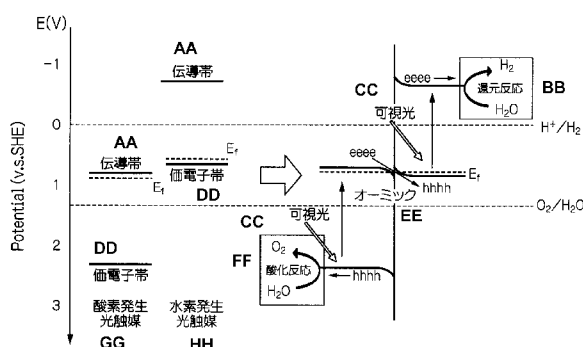 E(V)
AA
伝導帯
-1
eeee
H₂
還元反応
H₂O
BB
CC
可視光
0
H⁺/H₂
AA
伝導帯
E_f
E_f
価電子帯
DD
eeee
E_f
hhhh
オーミック
1
O₂/H₂O
EE
CC
可視光
Potential (v.s.SHE)
2
DD
価電子帯
FF
O₂
酸化反応
H₂O
hhhh
3
酸素発生
光触媒
GG
水素発生
光触媒
HH